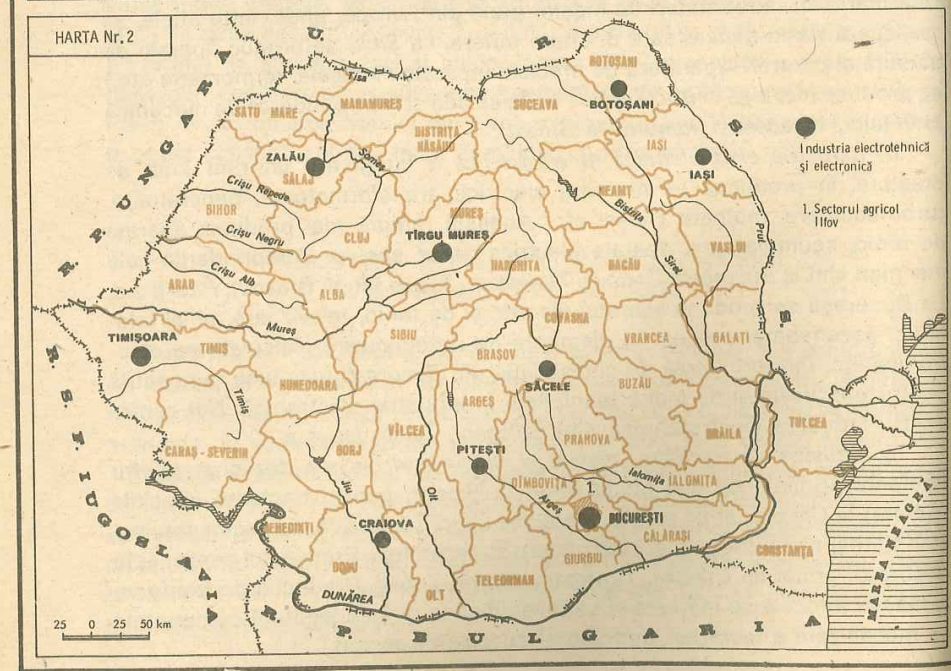 HARTA Nr. 2
R. P. UNGARĂ
U. R. S. S.
Tisa
BOTOȘANI
BOTOȘANI
SATU MARE
MARAMUREȘ
SUCEAVA
Industria electrotehnică
și electronică
BISTRIȚA
NĂSĂUD
IAȘI
IAȘI
ZALĂU
SĂLAJ
Someș
Crișu Repede
NEAMȚ
Bistrița
1. Sectorul agricol
Ilfov
BIHOR
MUREȘ
Crișu Negru
CLUJ
TÎRGU MUREȘ
Siret
Prut
VASLUI
HARGHITA
BACĂU
Crișu Alb
ARAD
ALBA
COVASNA
Mureș
SIBIU
VRANCEA
GALAȚI
TIMIȘOARA
TIMIȘ
BRAȘOV
HUNEDOARA
SĂCELE
BUZĂU
Timiș
ARGEȘ
TULCEA
VÎLCEA
PRAHOVA
BRĂILA
CARAȘ - SEVERIN
GORJ
PITEȘTI
Ialomița
IALOMIȚA
DÎMBOVIȚA
Jiu
Olt
Argeș
1.
BUCUREȘTI
MEHEDINȚI
CRAIOVA
CĂLĂRAȘI
GIURGIU
CONSTANȚA
DOLJ
TELEORMAN
DUNĂREA
OLT
R. S. F. IUGOSLAVIA
R. P. BULGARIA
MAREA NEAGRĂ
25 0 25 50 km